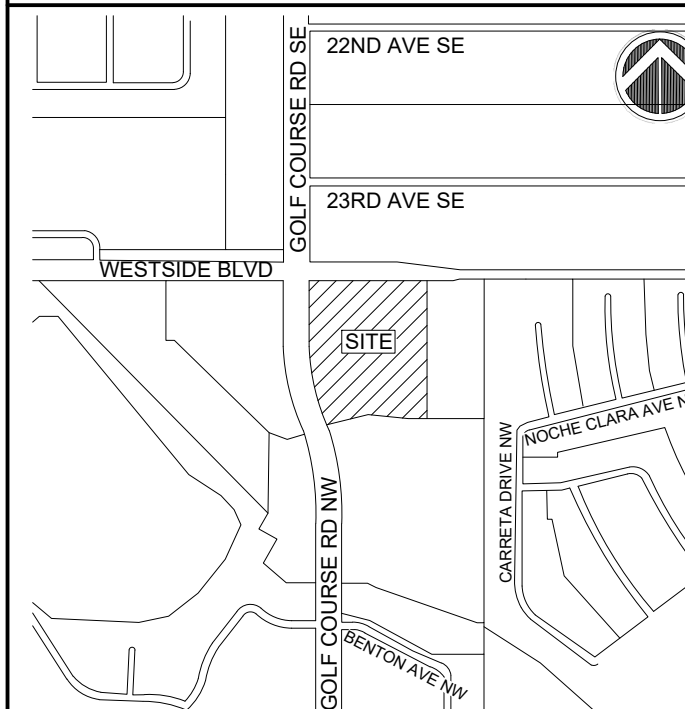 22ND AVE SE
GOLF COURSE RD SE
23RD AVE SE
WESTSIDE BLVD
SITE
NOCHE CLARA AVE N
CARRETA DRIVE NW
GOLF COURSE RD NW
BENTON AVE NW